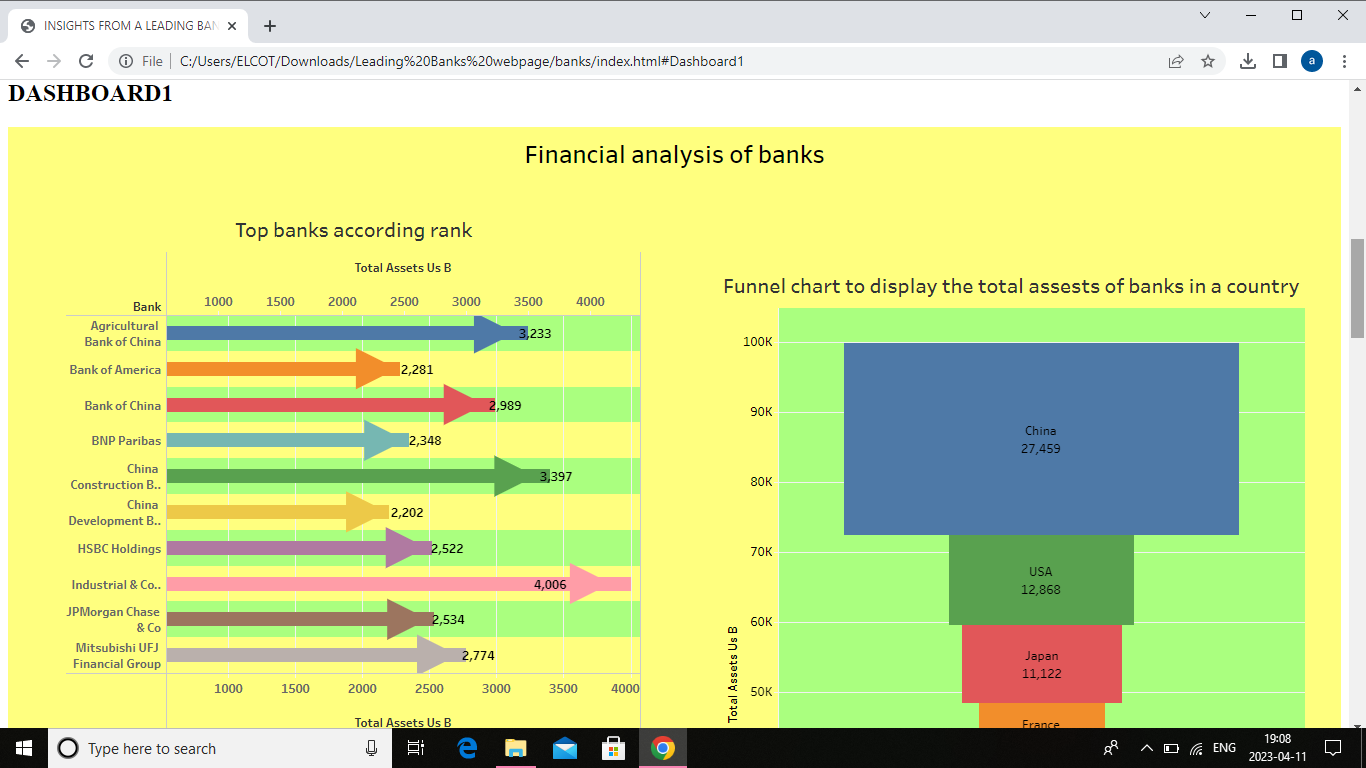 INSIGHTS FROM A LEADING BAN
File
C:/Users/ELCOT/Downloads/Leading%20Banks%20webpage/banks/index.html#Dashboard1
a
DASHBOARD1
Financial analysis of banks
Top banks according rank
Total Assets Us B
Bank
1000 1500 2000 2500 3000 3500 4000
Agricultural
Bank of China
3,233
Bank of America
2,281
Bank of China
2,989
BNP Paribas
2,348
China
Construction B..
3,397
China
Development B..
2,202
HSBC Holdings
2,522
Industrial & Co..
4,006
JPMorgan Chase
& Co
2,534
Mitsubishi UFJ
Financial Group
2,774
1000 1500 2000 2500 3000 4000
Total Assets Us B
Funnel chart to display the total assests of banks in a country
100K
90K
80K
70K
60K
50K
Total Assets Us B
China
27,459
USA
12,868
Japan
11,122
France
Type here to search
ENG
19:08
2023-04-11